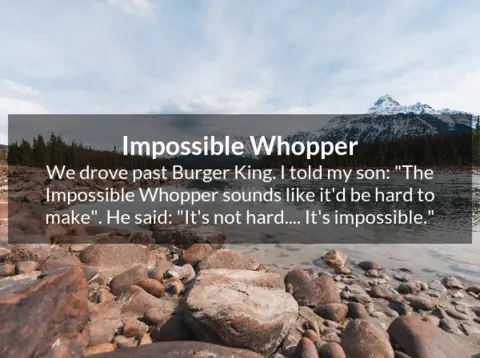 Impossible Whopper
We drove past Burger King. I told my son: "The
Impossible Whopper sounds like it'd be hard to
make". He said: "It's not hard.... It's impossible."